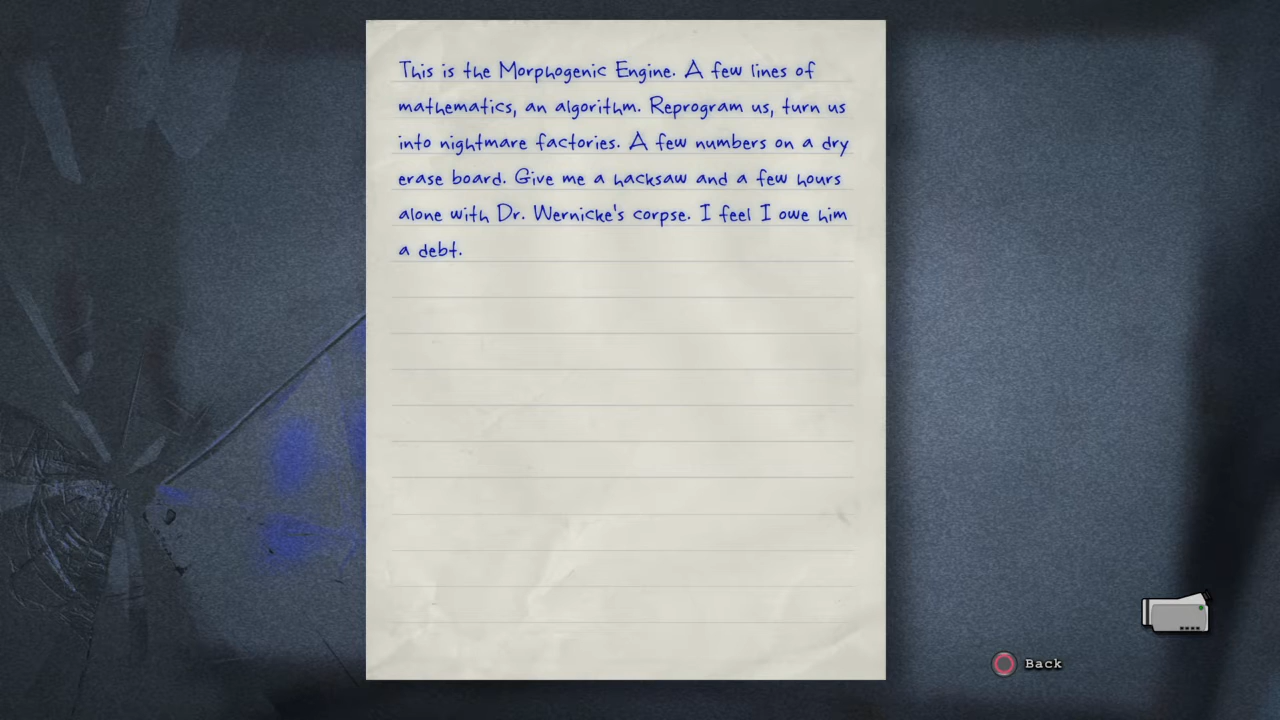 This is the Morphogenic Engine. A few lines of
mathematics, an algorithm. Reprogram us, turn us
into nightmare factories. A few numbers on a dry
erase board. Give me a hacksaw and a few hours
alone with Dr. Wernicke's corpse. I feel I owe him
a debt.
Back